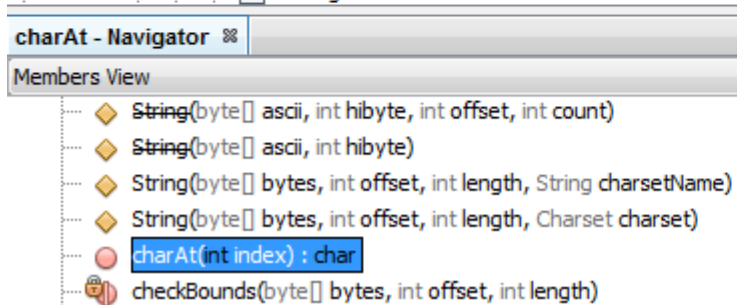 charAt - Navigator
Members View
String(byte[] ascii, int hibyte, int offset, int count)
String(byte[] ascii, int hibyte)
String(byte[] bytes, int offset, int length, String charsetName)
String(byte[] bytes, int offset, int length, Charset charset)
charAt(int index) : char
checkBounds(byte[] bytes, int offset, int length)